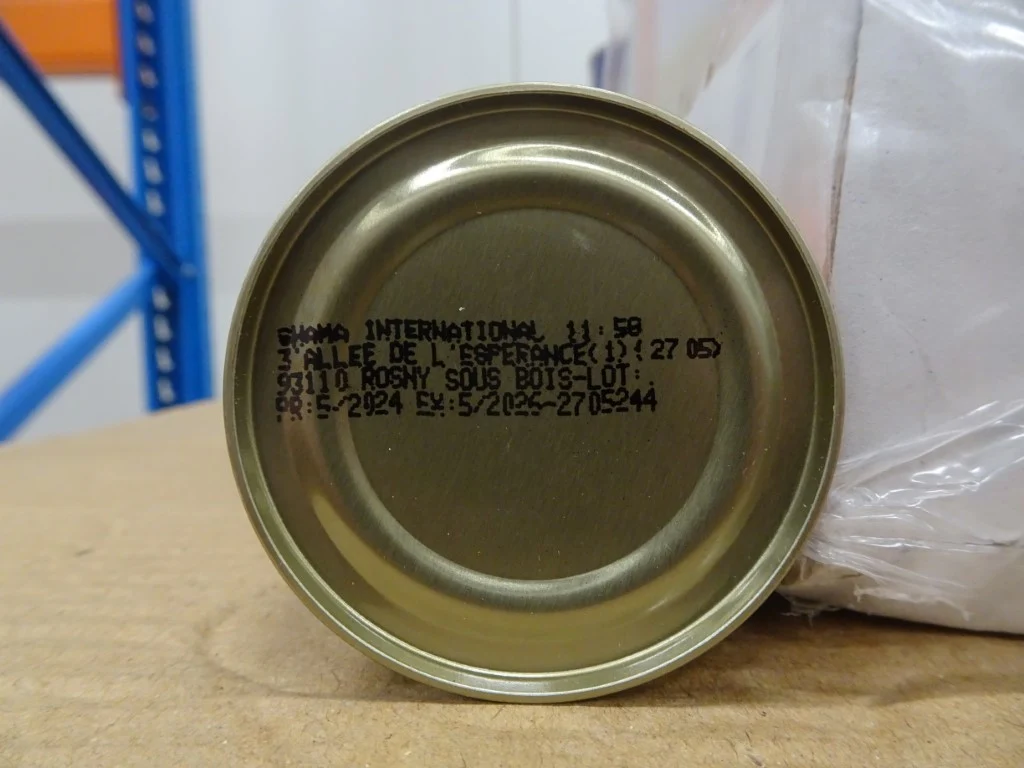 GHAMA INTERNATIONAL 11:58
3 ALLEE DE L'ESPERANCE(1)(27 05)
93110 ROSNY SOUS BOIS-LOT:
PR:5/2024 EX:5/2026-2705244